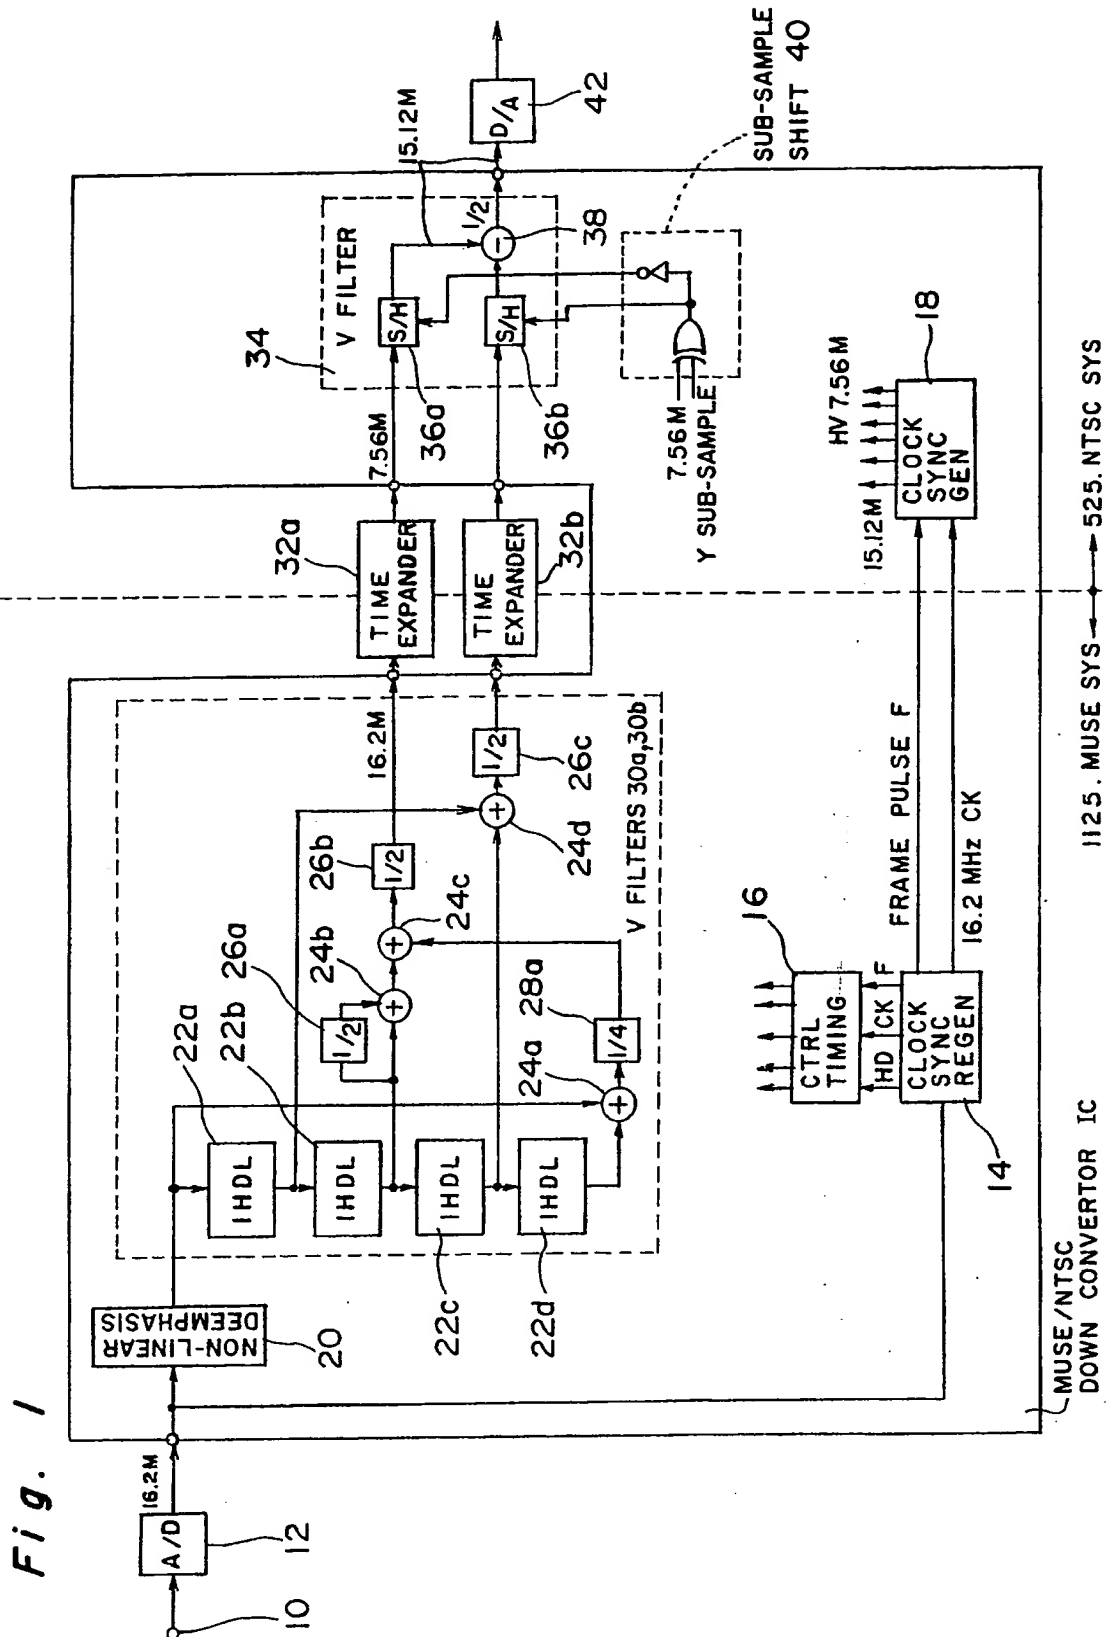 Fig. 1
10
A/D
12
16.2M
NON-LINEAR
DEEMPHASIS
20
1HDL
22a
1HDL
22b
1HDL
22c
1HDL
22d
1/2
26a
+
24b
+
24c
1/2
26b
16.2M
+
24a
1/4
28a
+
24d
1/2
26c
V FILTERS 30a,30b
TIME
EXPANDER
32a
TIME
EXPANDER
32b
7.56M
34
V FILTER
S/H
36a
S/H
36b
1/2
38
15.12M
D/A
42
7.56M
Y SUB-SAMPLE
SUB-SAMPLE
SHIFT 40
CLOCK
SYNC
REGEN
14
HD
CK
F
CTRL
TIMING
16
FRAME PULSE F
16.2 MHz CK
CLOCK
SYNC
GEN
18
15.12M
HV 7.56M
MUSE/NTSC
DOWN CONVERTOR IC
1125.MUSE SYS
525.NTSC SYS